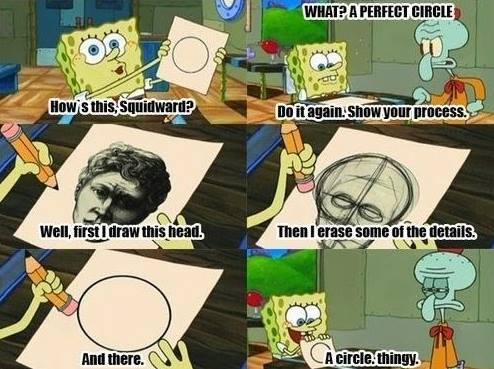 WHAT? A PERFECT CIRCLE
How's this, Squidward?
Do it again. Show your process.
Well, first I draw this head.
Then I erase some of the details.
And there.
A circle. thingy.